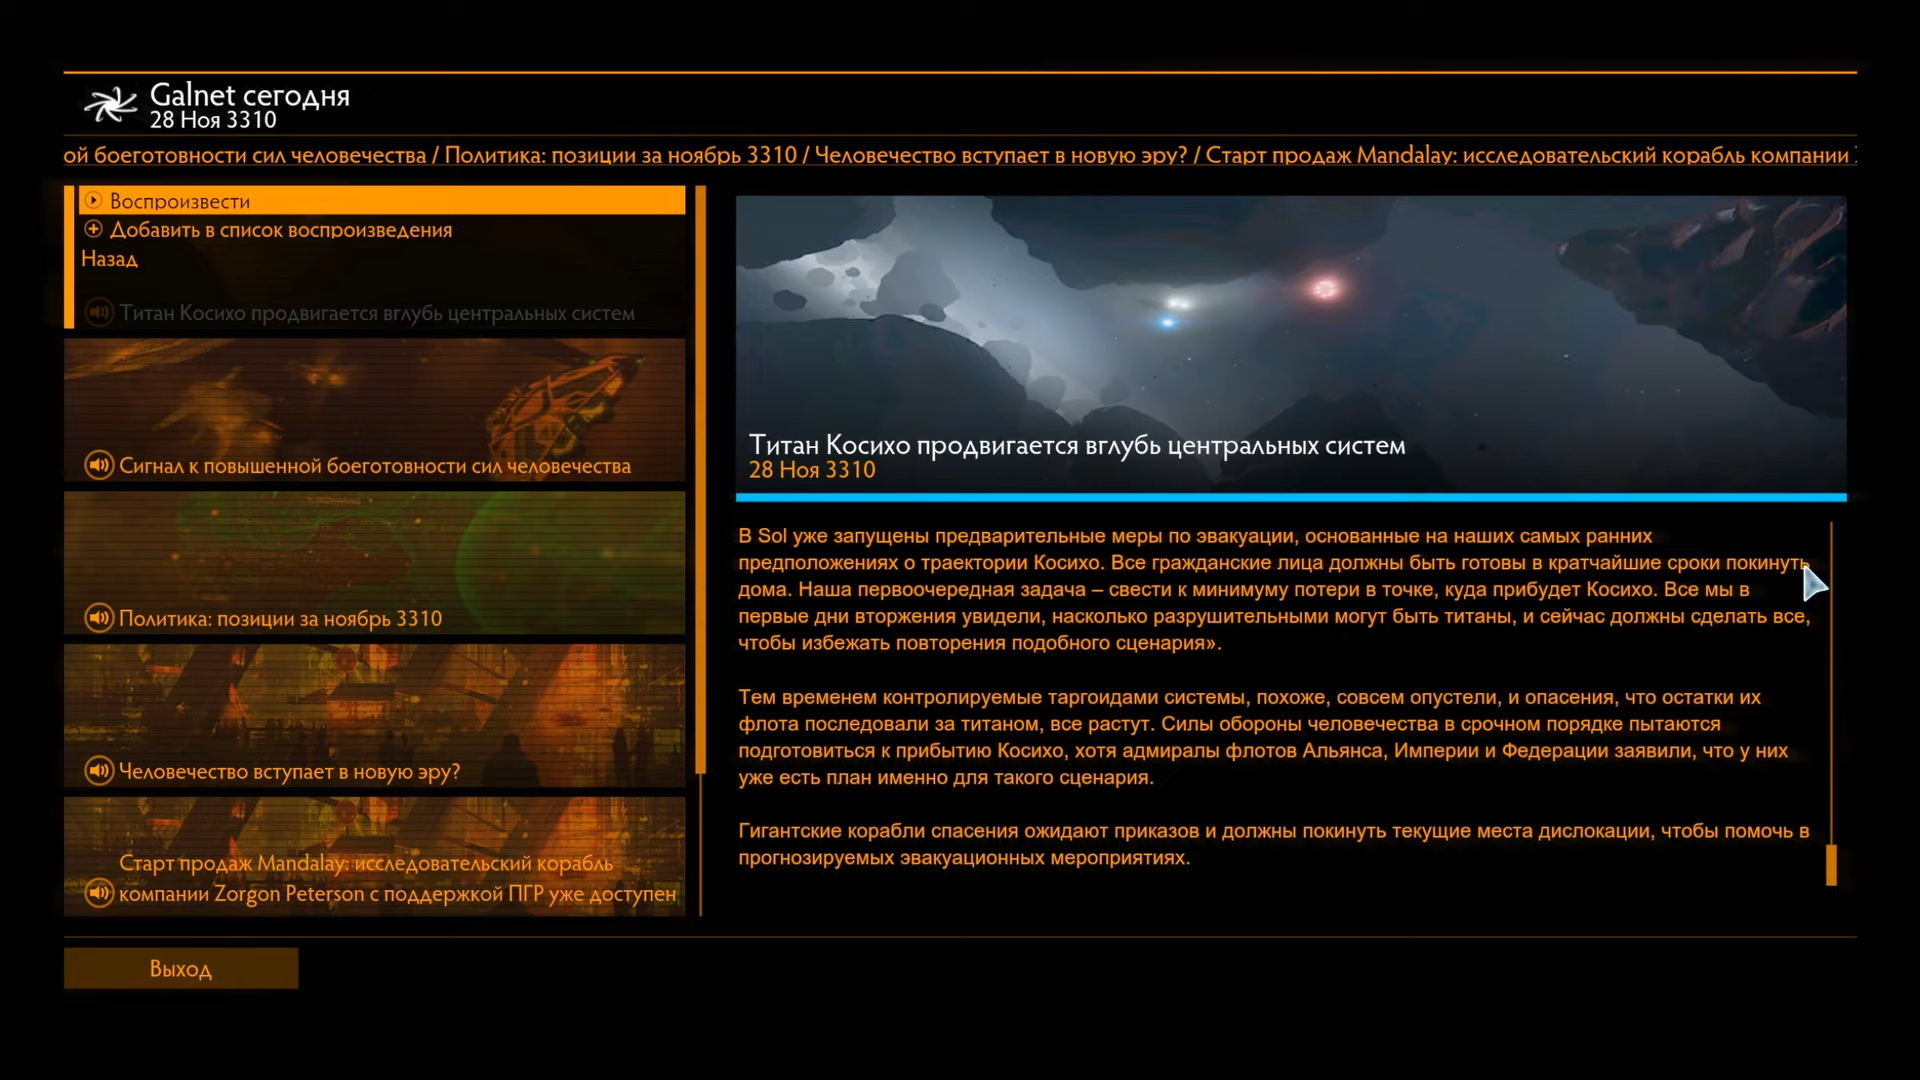 Galnet сегодня
28 Ноя 3310
ой боеготовности сил человечества / Политика: позиции за ноябрь 3310 / Человечество вступает в новую эру? / Старт продаж Mandalay: исследовательский корабль компании
Воспроизвести
Добавить в список воспроизведения
Назад
Титан Косихо продвигается вглубь центральных систем
Сигнал к повышенной боеготовности сил человечества
Политика: позиции за ноябрь 3310
Человечество вступает в новую эру?
Старт продаж Mandalay: исследовательский корабль
компании Zorgon Peterson с поддержкой ПГР уже доступен
Титан Косихо продвигается вглубь центральных систем
28 Ноя 3310
В Sol уже запущены предварительные меры по эвакуации, основанные на наших самых ранних
предположениях о траектории Косихо. Все гражданские лица должны быть готовы в кратчайшие сроки покинуть
дома. Наша первоочередная задача – свести к минимуму потери в точке, куда прибудет Косихо. Все мы в
первые дни вторжения увидели, насколько разрушительными могут быть титаны, и сейчас должны сделать все,
чтобы избежать повторения подобного сценария».
Тем временем контролируемые таргоидами системы, похоже, совсем опустели, и опасения, что остатки их
флота последовали за титаном, все растут. Силы обороны человечества в срочном порядке пытаются
подготовиться к прибытию Косихо, хотя адмиралы флотов Альянса, Империи и Федерации заявили, что у них
уже есть план именно для такого сценария.
Гигантские корабли спасения ожидают приказов и должны покинуть текущие места дислокации, чтобы помочь в
прогнозируемых эвакуационных мероприятиях.
Выход